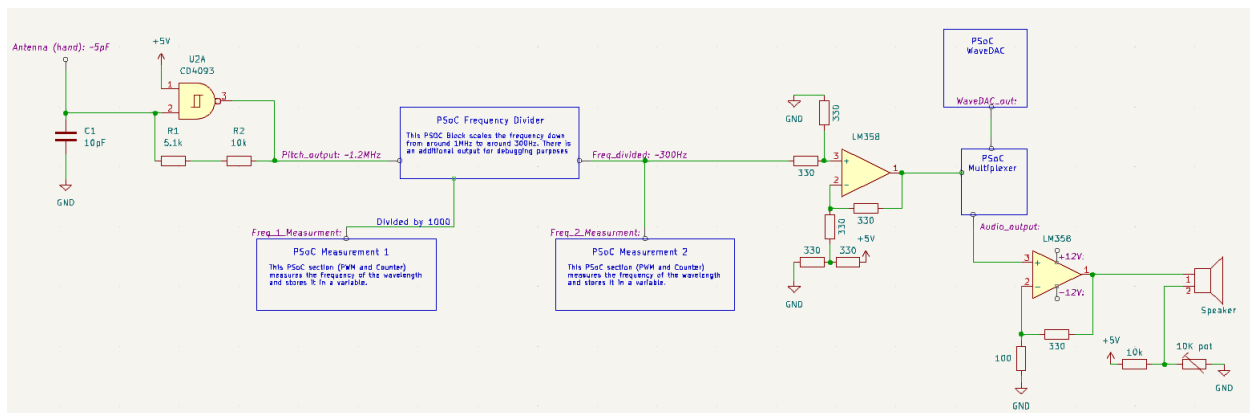 Antenna (hand): ~5pF
+5V
U2A
CD4093
1
2
3
C1
10pF
GND
R1
5.1k
R2
10k
Pitch_output: ~1.2MHz
PSoC Frequency Divider
This PSOC Block scales the frequency down
from around 1MHz to around 300Hz. There is
an additional output for debugging purposes
Divided by 1000
Freq_1_Measurment:
PSoC Measurement 1
This PSoC section (PWM and Counter)
measures the frequency of the wavelength
and stores it in a variable.
Freq_divided: ~300Hz
Freq_2_Measurment:
PSoC Measurement 2
This PSoC section (PWM and Counter)
measures the frequency of the wavelength
and stores it in a variable.
GND
330
330
LM358
3
+
2
-
1
330
330
+5V
330
330
GND
PSoC
WaveDAC
WaveDAC_out:
PSoC
Multiplexer
Audio_output:
LM358
+12V:
3
+
2
-
1
-12V:
330
100
GND
1
2
Speaker
+5V
10k
10K pot
GND